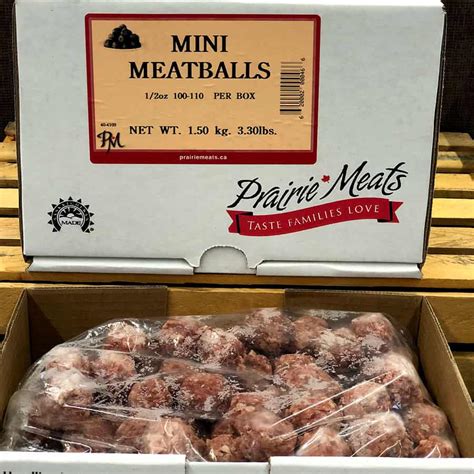 MINI
MEATBALLS
1/2oz 100-110 PER BOX
NET WT. 1.50 kg. 3.30lbs.
PM
prairiemeats.ca
Prairie Meats
TASTE FAMILIES LOVE
MADE